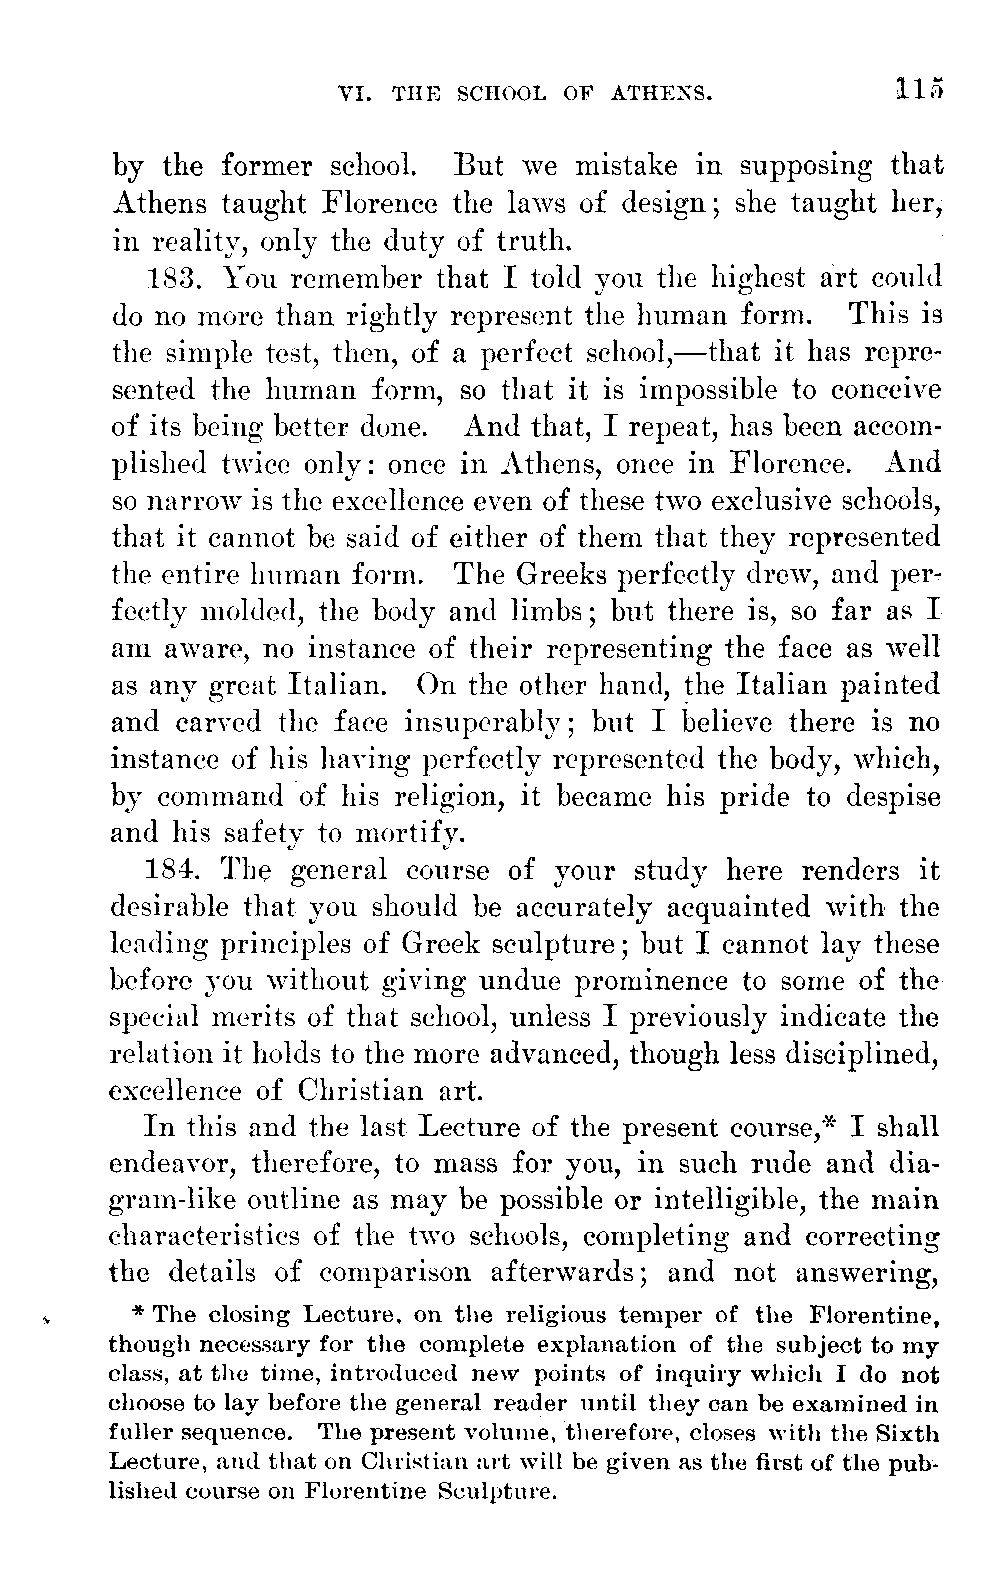 VI. THE SCHOOL OF ATHENS. 115
by the former school. But we mistake in supposing that
Athens taught Florence the laws of design; she taught her,
in reality, only the duty of truth.
183. You remember that I told you the highest art could
do no more than rightly represent the human form. This is
the simple test, then, of a perfect school,—that it has repre-
sented the human form, so that it is impossible to conceive
of its being better done. And that, I repeat, has been accom-
plished twice only: once in Athens, once in Florence. And
so narrow is the excellence even of these two exclusive schools,
that it cannot be said of either of them that they represented
the entire human form. The Greeks perfectly drew, and per-
fectly molded, the body and limbs; but there is, so far as I
am aware, no instance of their representing the face as well
as any great Italian. On the other hand, the Italian painted
and carved the face insuperably; but I believe there is no
instance of his having perfectly represented the body, which,
by command of his religion, it became his pride to despise
and his safety to mortify.
184. The general course of your study here renders it
desirable that you should be accurately acquainted with the
leading principles of Greek sculpture; but I cannot lay these
before you without giving undue prominence to some of the
special merits of that school, unless I previously indicate the
relation it holds to the more advanced, though less disciplined,
excellence of Christian art.
In this and the last Lecture of the present course,* I shall
endeavor, therefore, to mass for you, in such rude and dia-
gram-like outline as may be possible or intelligible, the main
characteristics of the two schools, completing and correcting
the details of comparison afterwards; and not answering,
* The closing Lecture, on the religious temper of the Florentine,
though necessary for the complete explanation of the subject to my
class, at the time, introduced new points of inquiry which I do not
choose to lay before the general reader until they can be examined in
fuller sequence. The present volume, therefore, closes with the Sixth
Lecture, and that on Christian art will be given as the first of the pub-
lished course on Florentine Sculpture.